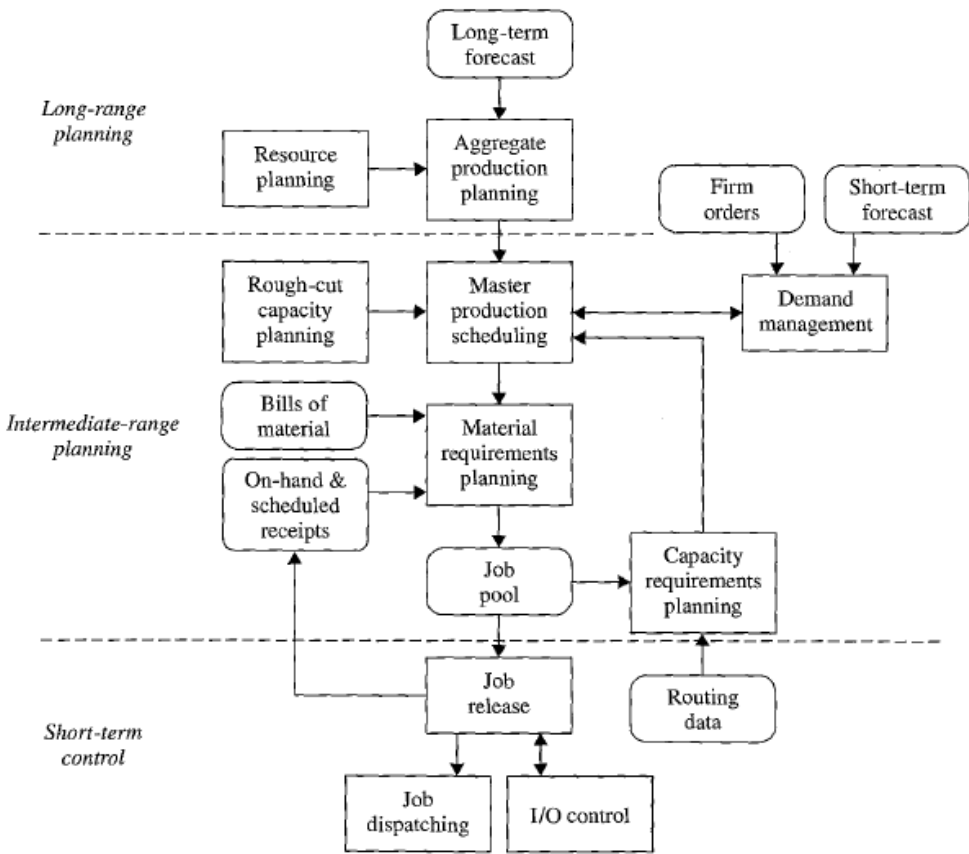 Long-term
forecast
Long-range
planning
Resource
planning
Aggregate
production
planning
Firm
orders
Short-term
forecast
Rough-cut
capacity
planning
Master
production
scheduling
Demand
management
Intermediate-range
planning
Bills of
material
Material
requirements
planning
On-hand &
scheduled
receipts
Job
pool
Capacity
requirements
planning
Job
release
Routing
data
Short-term
control
Job
dispatching
I/O control